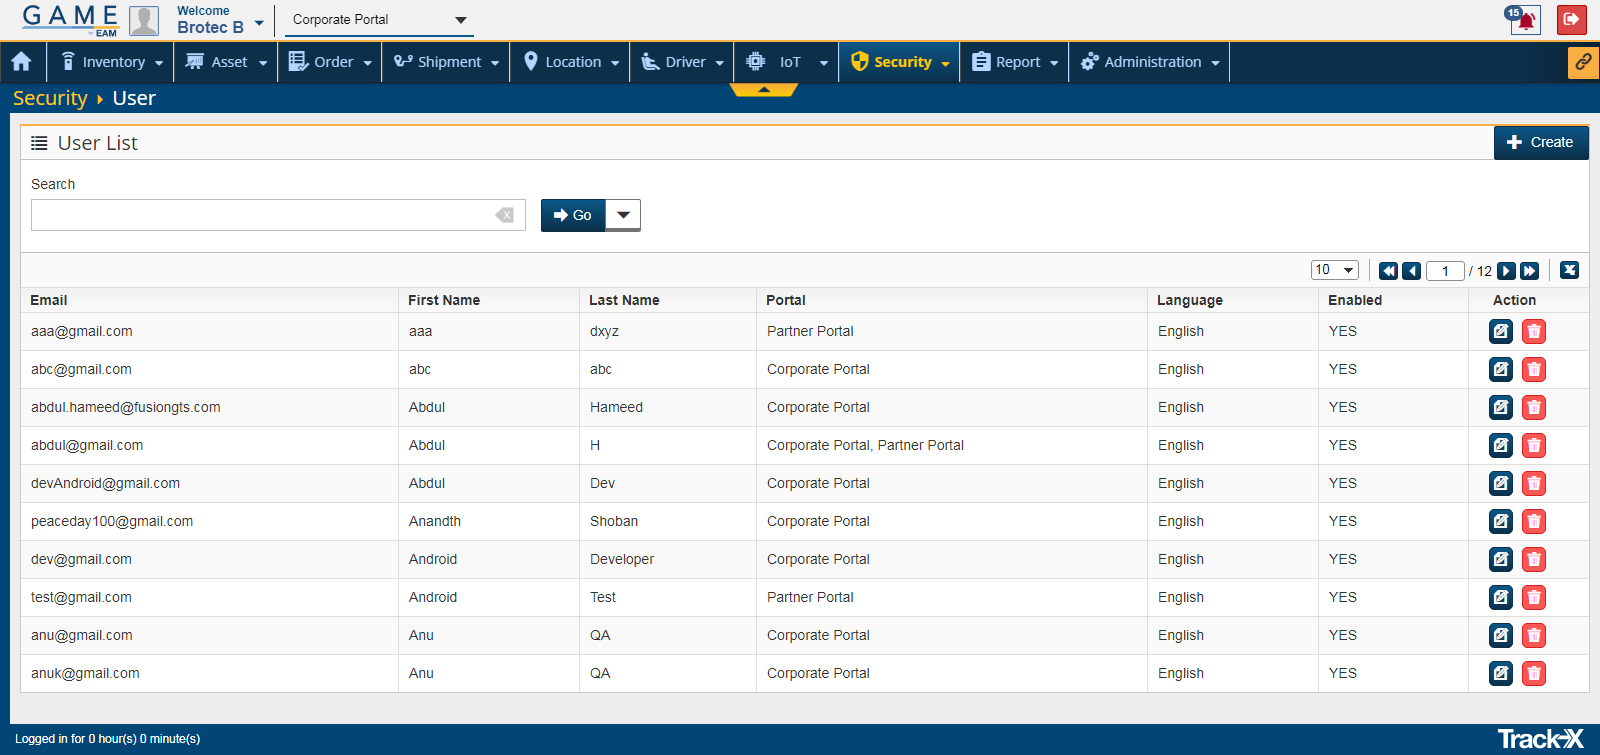 GAME
by EAM
Welcome
Brotec B
Corporate Portal
15
Inventory Asset Order Shipment Location Driver IoT Security Report Administration
Security User
User List
Create
Search
Go
10 1 / 12
Email First Name Last Name Portal Language Enabled Action
aaa@gmail.com aaa dxyz Partner Portal English YES
abc@gmail.com abc abc Corporate Portal English YES
abdul.hameed@fusiongts.com Abdul Hameed Corporate Portal English YES
abdul@gmail.com Abdul H Corporate Portal, Partner Portal English YES
devAndroid@gmail.com Abdul Dev Corporate Portal English YES
peaceday100@gmail.com Anandth Shoban Corporate Portal English YES
dev@gmail.com Android Developer Corporate Portal English YES
test@gmail.com Android Test Partner Portal English YES
anu@gmail.com Anu QA Corporate Portal English YES
anuk@gmail.com Anu QA Corporate Portal English YES
Logged in for 0 hour(s) 0 minute(s)
Track-X